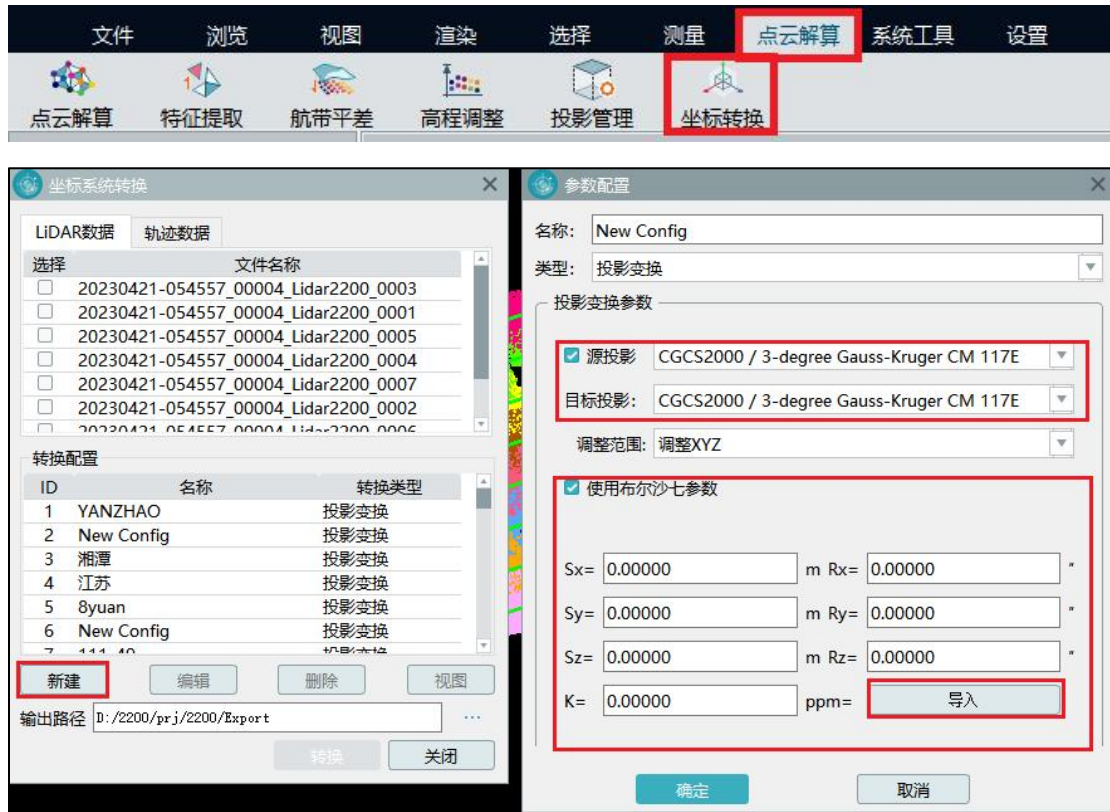 文件 浏览 视图 渲染 选择 测量 点云解算 系统工具 设置
点云解算 特征提取 航带平差 高程调整 投影管理 坐标转换
坐标系统转换
LiDAR数据 轨迹数据
选择 文件名称
20230421-054557_00004_Lidar2200_0003
20230421-054557_00004_Lidar2200_0001
20230421-054557_00004_Lidar2200_0005
20230421-054557_00004_Lidar2200_0004
20230421-054557_00004_Lidar2200_0007
20230421-054557_00004_Lidar2200_0002
20230421-054557_00004_Lidar2200_0006
转换配置
ID 名称 转换类型
1 YANZHAO 投影变换
2 New Config 投影变换
3 湘潭 投影变换
4 江苏 投影变换
5 8yuan 投影变换
6 New Config 投影变换
7 投影变换
新建 编辑 删除 视图
输出路径 D:/2200/prj/2200/Export ...
转换 关闭
参数配置
名称: New Config
类型: 投影变换
投影变换参数
源投影 CGCS2000 / 3-degree Gauss-Kruger CM 117E
目标投影: CGCS2000 / 3-degree Gauss-Kruger CM 117E
调整范围: 调整XYZ
使用布尔沙七参数
Sx= 0.00000 m Rx= 0.00000 "
Sy= 0.00000 m Ry= 0.00000 "
Sz= 0.00000 m Rz= 0.00000 "
K= 0.00000 ppm= 导入
确定 取消